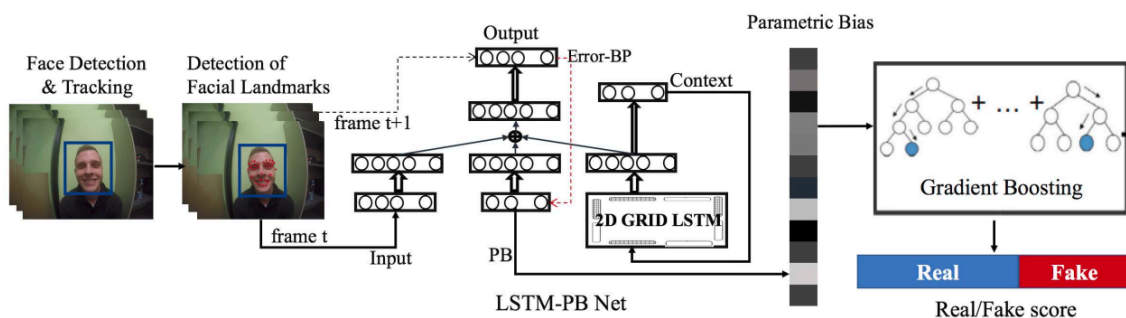 Face Detection
& Tracking
Detection of
Facial Landmarks
frame t+1
frame t
Input
Output
Error-BP
Context
2D GRID LSTM
PB
LSTM-PB Net
Parametric Bias
+ ... +
Gradient Boosting
Real
Fake
Real/Fake score